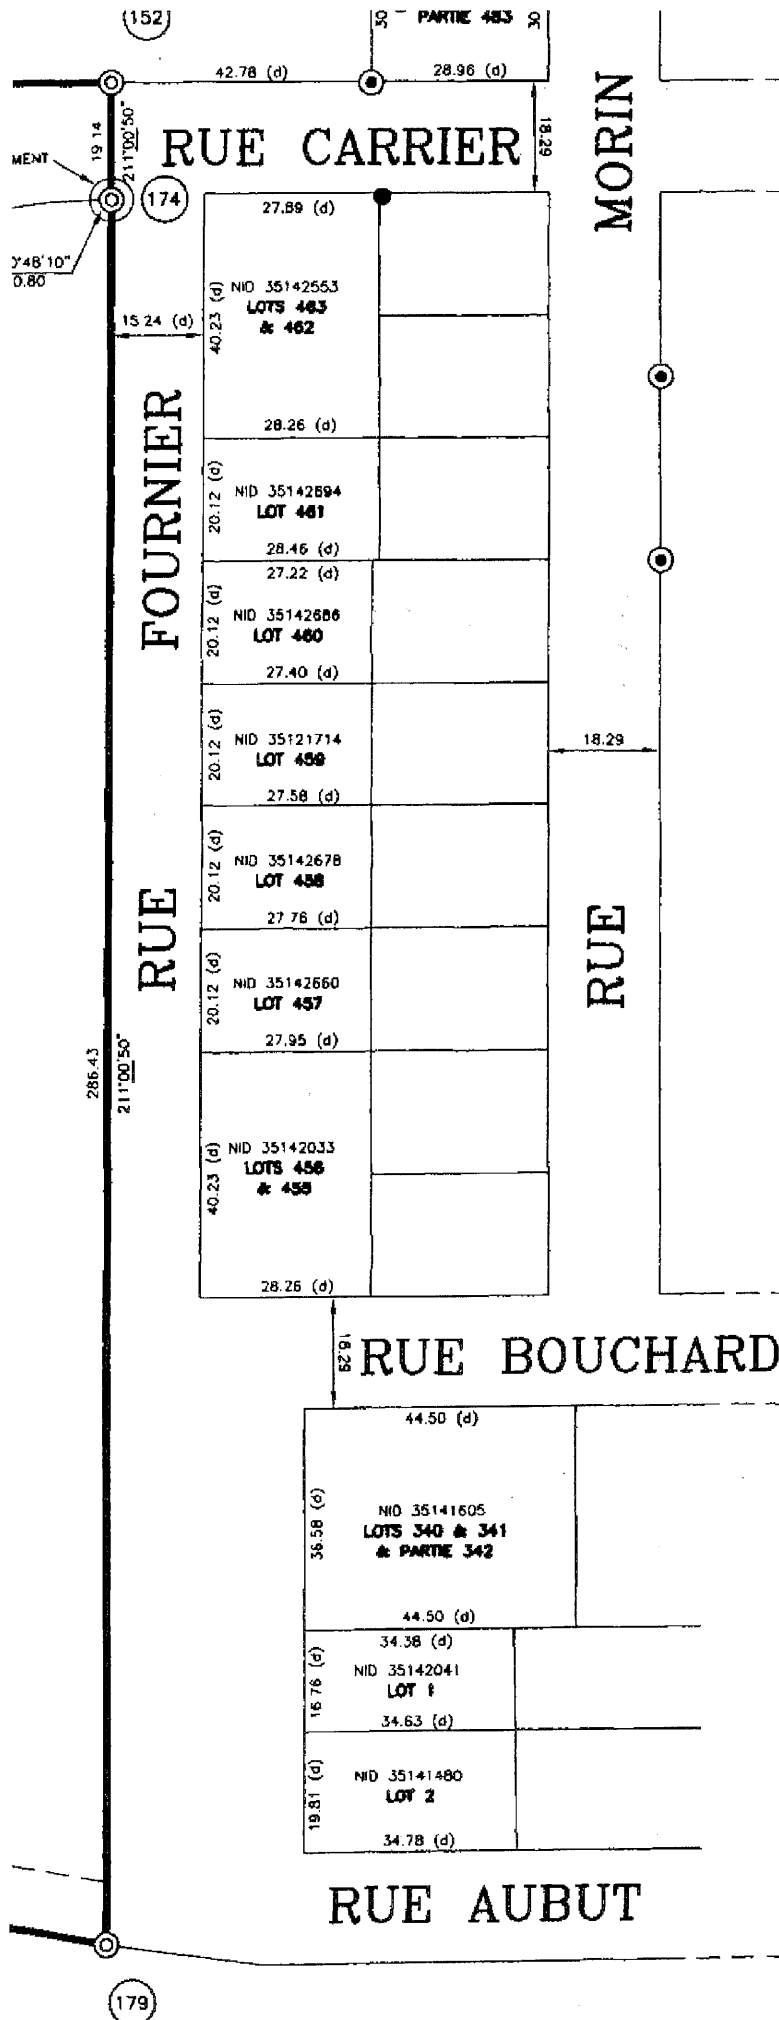 152
PARTIE 483
30
30
42.78 (d)
28.96 (d)
19.14
211°00'50"
RUE CARRIER
18.29
MORIN
MENT
174
27.89 (d)
0.80
NID 35142553
LOTS 463
& 462
40.23 (d)
15.24 (d)
28.26 (d)
FOURNIER
NID 35142694
LOT 461
20.12 (d)
28.46 (d)
27.22 (d)
NID 35142686
LOT 460
20.12 (d)
27.40 (d)
NID 35121714
LOT 459
20.12 (d)
18.29
27.58 (d)
NID 35142678
LOT 458
20.12 (d)
27.76 (d)
RUE
RUE
NID 35142660
LOT 457
20.12 (d)
27.95 (d)
286.43
211°00'50"
NID 35142033
LOTS 456
& 455
40.23 (d)
28.26 (d)
18.29
RUE BOUCHARD
44.50 (d)
NID 35141605
LOTS 340 & 341
& PARTIE 342
36.58 (d)
44.50 (d)
34.38 (d)
NID 35142041
LOT 1
16.76 (d)
34.63 (d)
NID 35141480
LOT 2
19.81 (d)
34.78 (d)
RUE AUBUT
179